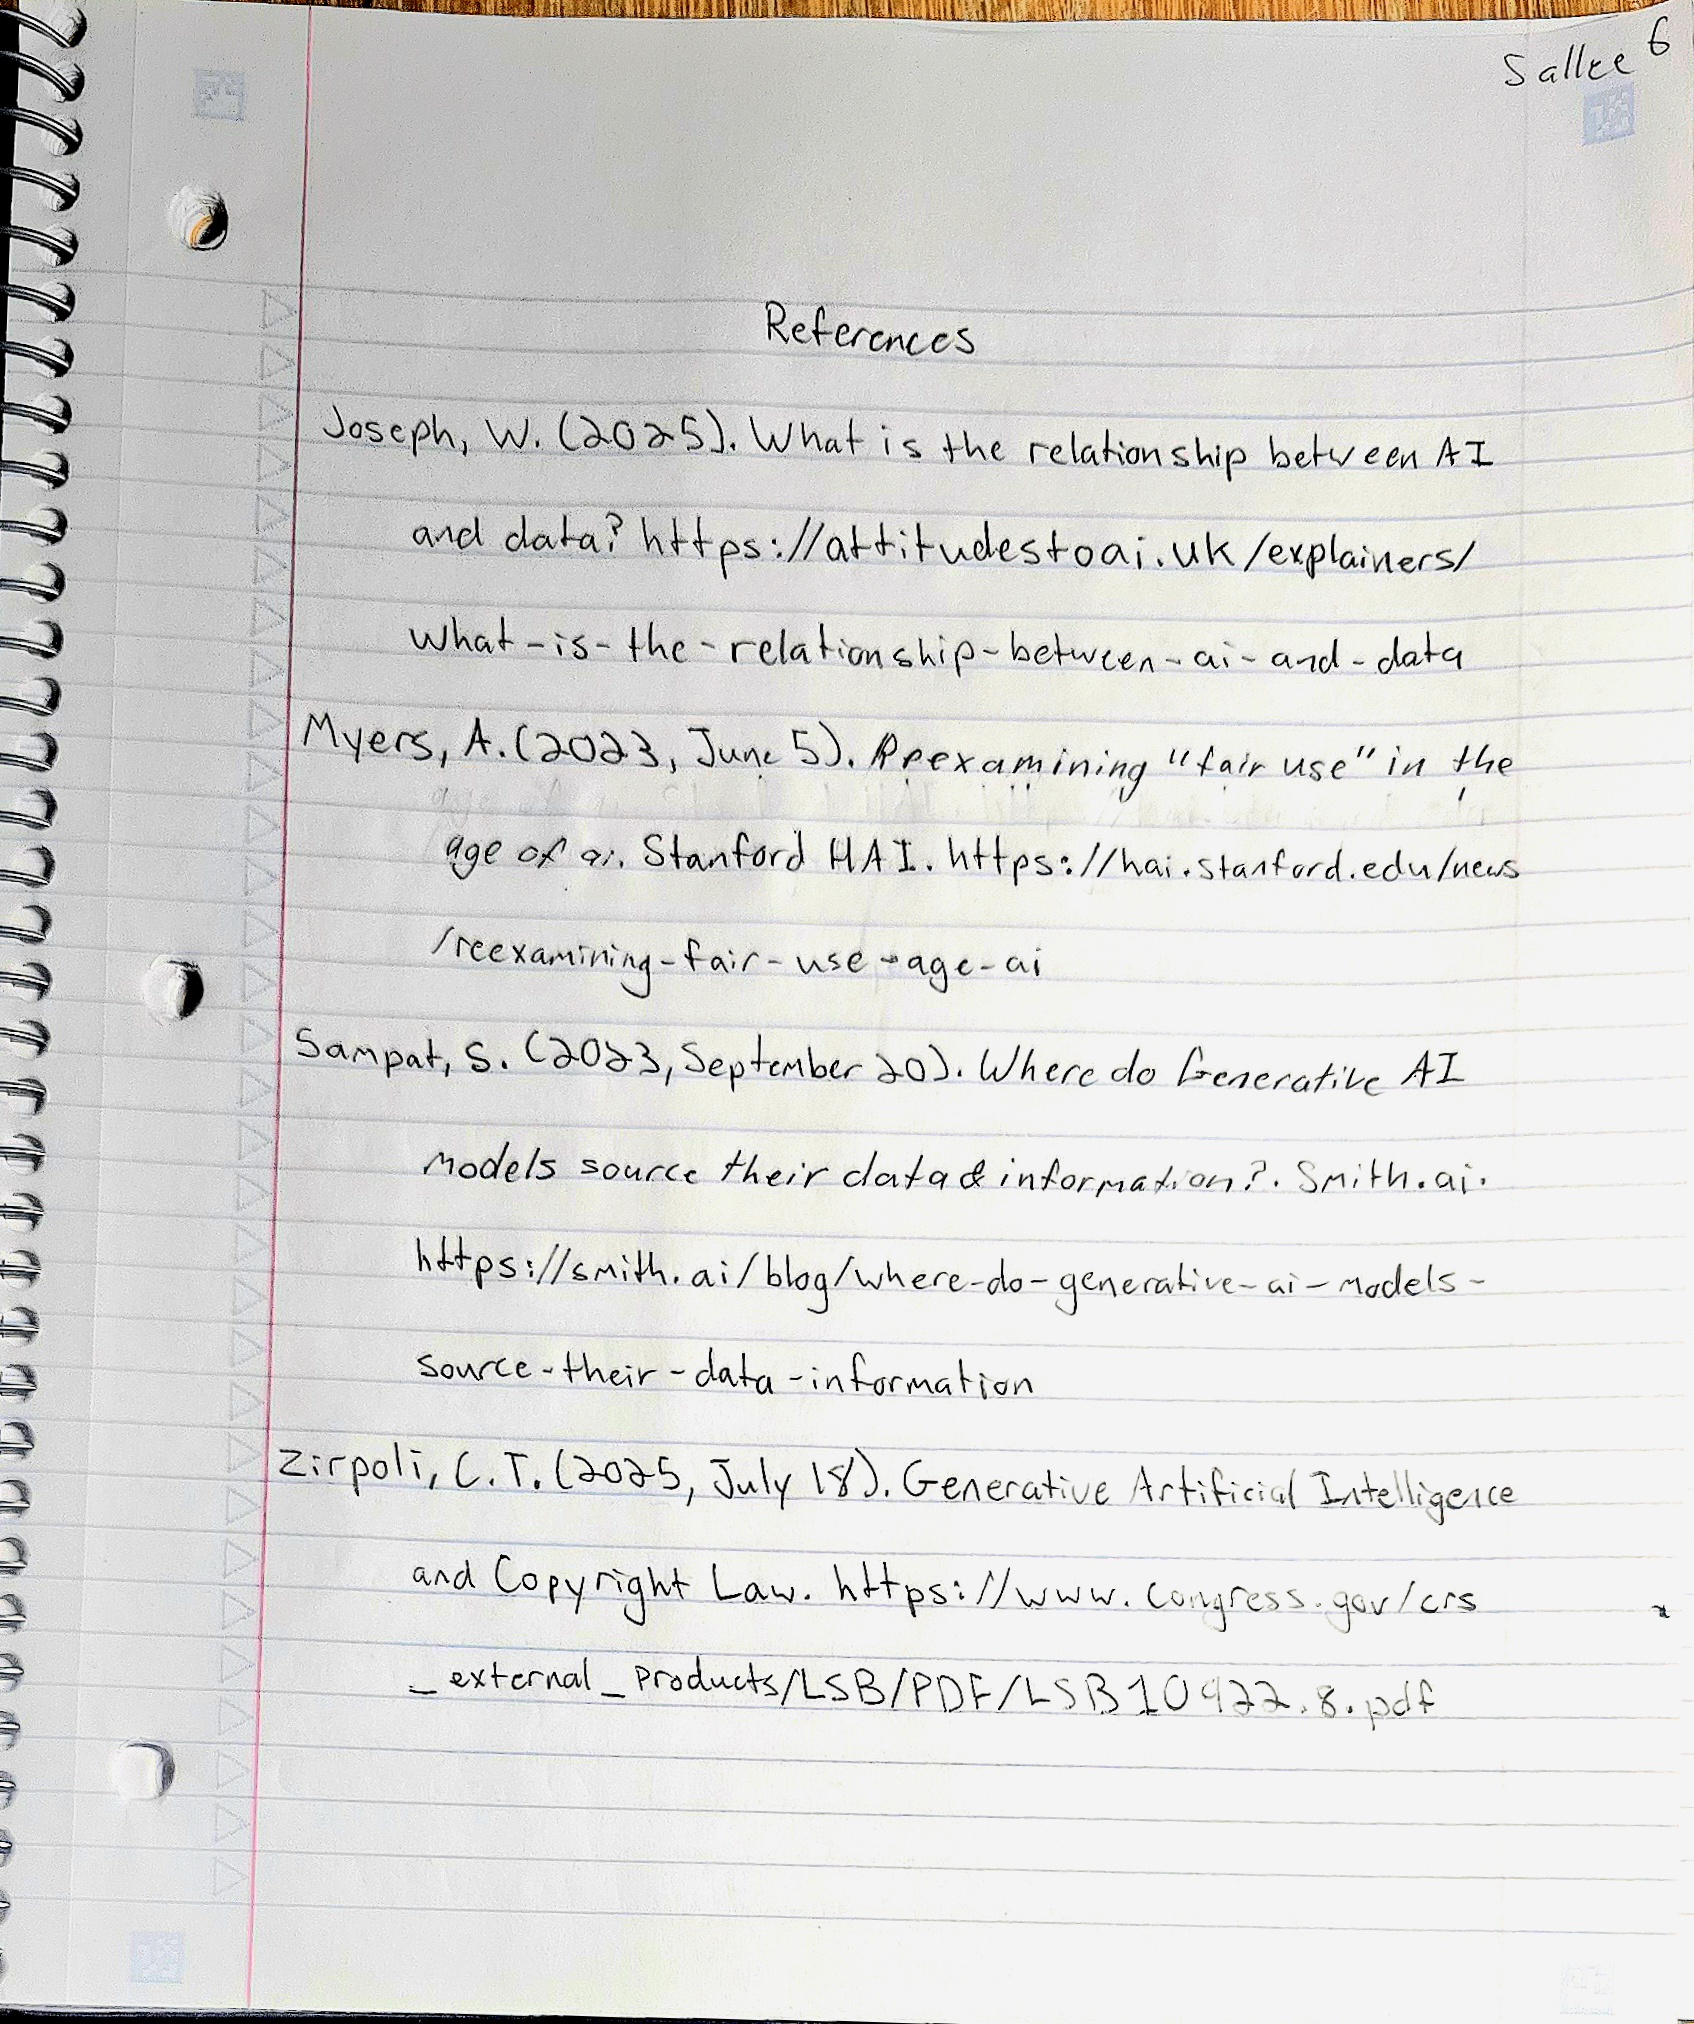 Sallee 6
References
Joseph, W. (2025). What is the relationship between AI
and data? https://attitudestoai.uk/explainers/
what-is-the-relationship-between-ai-and-data
Myers, A. (2023, June 5). Reexamining "fair use" in the
age of ai. Stanford HAI. https://hai.stanford.edu/news
/reexamining-fair-use-age-ai
Sampat, S. (2023, September 20). Where do Generative AI
models source their data & information?. Smith.ai.
https://smith.ai/blog/where-do-generative-ai-models-
source-their-data-information
Zirpoli, C. T. (2025, July 18). Generative Artificial Intelligence
and Copyright Law. https://www.congress.gov/crs
_external_products/LSB/PDF/LSB10922.8.pdf